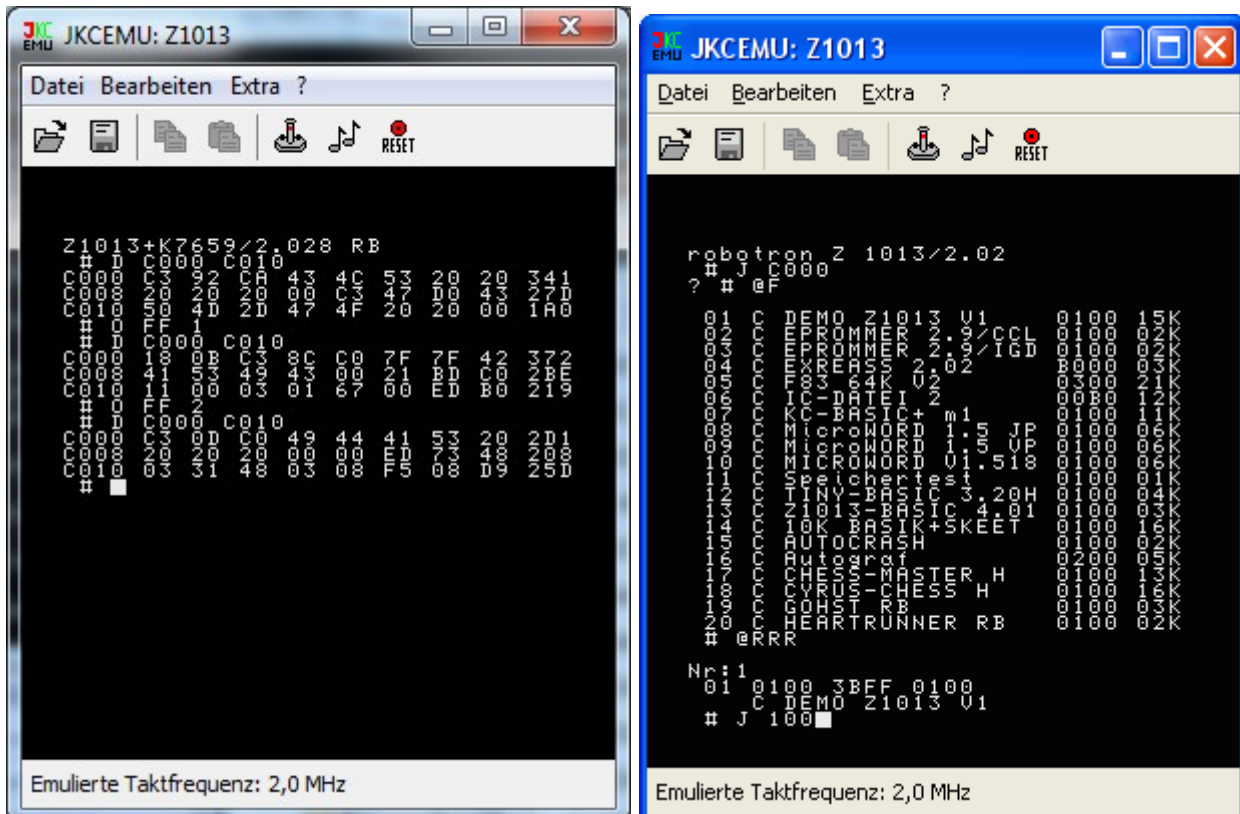 JKC EMU JKCEMU: Z1013
Datei Bearbeiten Extra ?
RESET
Z1013+K7659/2.028 RB
# D C000 C010
C000 C3 92 CA 43 4C 53 20 20 341
C008 20 20 20 00 C3 47 D0 43 27D
C010 50 4D 2D 47 4F 20 20 00 1A0
# O FF 1
# D C000 C010
C000 18 0B C3 8C C0 7F 7F 42 372
C008 41 53 49 43 00 21 BD C0 2BE
C010 11 00 03 01 67 00 ED B0 219
# O FF 2
# D C000 C010
C000 C3 0D C0 49 44 41 53 20 2D1
C008 20 20 20 00 00 ED 73 48 208
C010 03 31 48 03 08 F5 08 D9 25D
#
Emulierte Taktfrequenz: 2,0 MHz
JKC EMU JKCEMU: Z1013
Datei Bearbeiten Extra ?
RESET
robotron Z 1013/2.02
# J C000
? # @F
01 C DEMO Z1013 V1 0100 15K
02 C EPROMMER 2.9/CCL 0100 02K
03 C EPROMMER 2.9/IGD 0100 02K
04 C EXREASS 2.02 B000 03K
05 C F83 64K V2 0300 21K
06 C IC-DATEI 2 00B0 12K
07 C KC-BASIC+ m1 0100 11K
08 C MicroWORD 1.5 JP 0100 06K
09 C MicroWORD 1.5 VP 0100 06K
10 C MICROWORD V1.518 0100 06K
11 C Speichertest 0100 01K
12 C TINY-BASIC 3.20H 0100 04K
13 C Z1013-BASIC 4.01 0100 03K
14 C 10K BASIK+SKEET 0100 16K
15 C AUTOCRASH 0100 02K
16 C Autograf 0200 05K
17 C CHESS-MASTER H 0100 13K
18 C CYRUS-CHESS H 0100 16K
19 C GOHST RB 0100 03K
20 C HEARTRUNNER RB 0100 02K
# @RRR
Nr:1
01 0100 3BFF 0100
C DEMO Z1013 V1
# J 100
Emulierte Taktfrequenz: 2,0 MHz